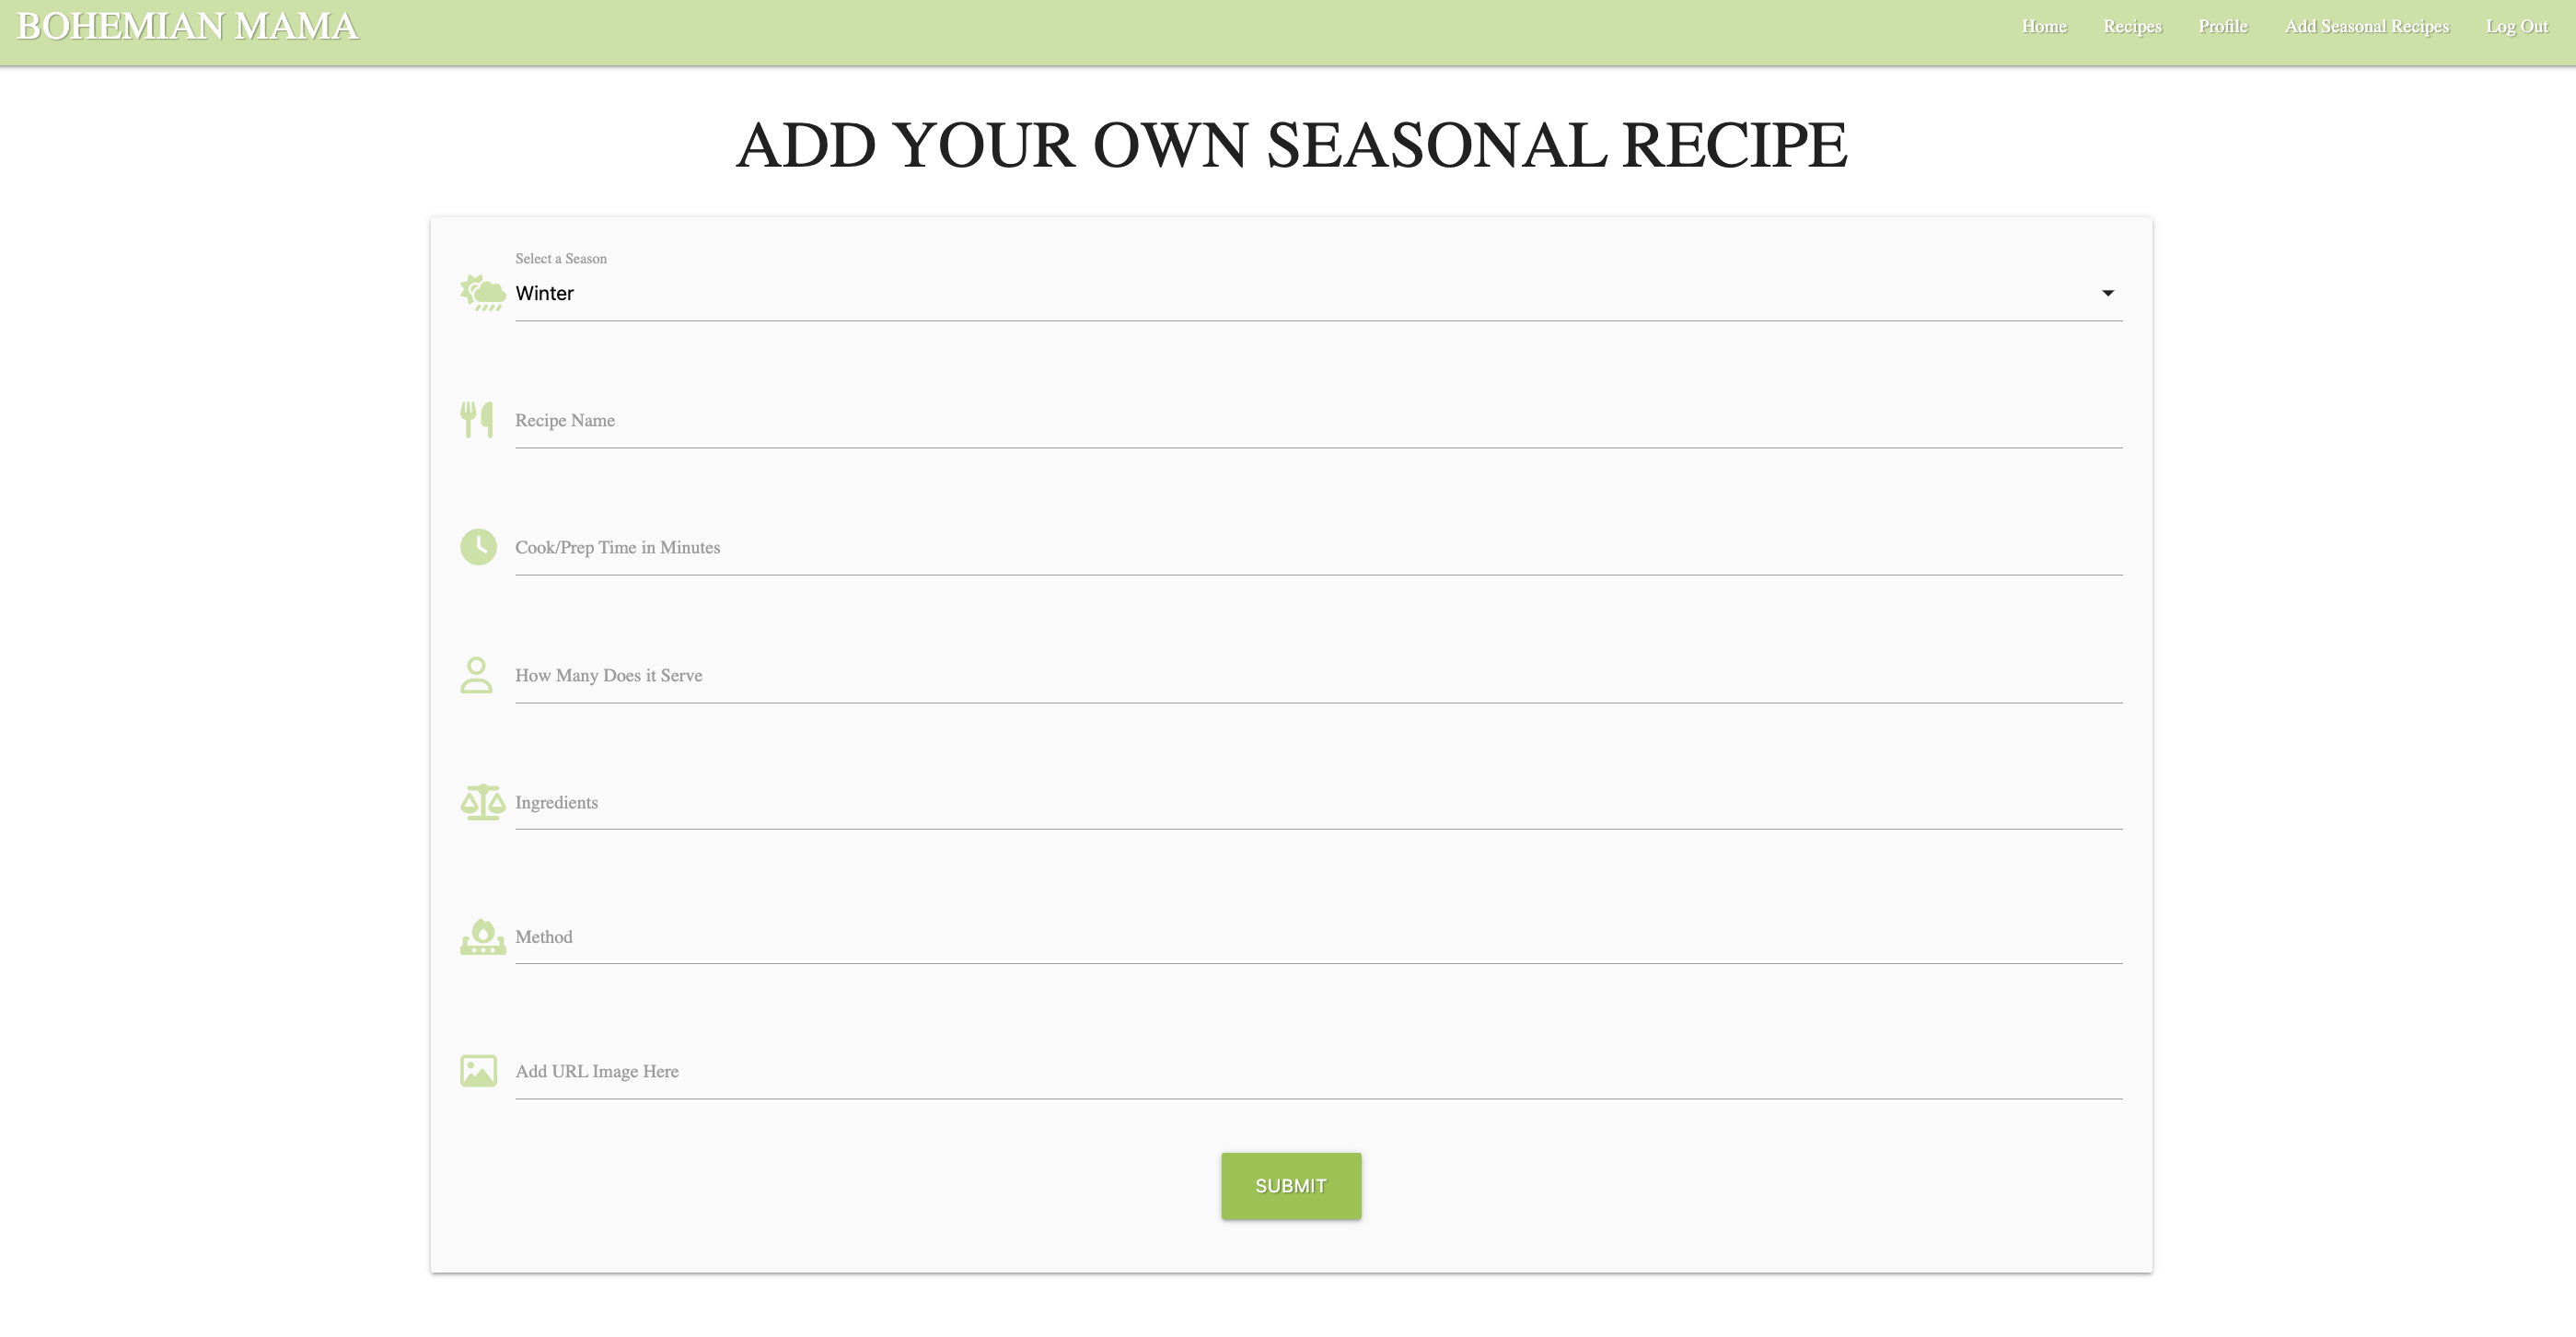 BOHEMIAN MAMA
Home Recipes Profile Add Seasonal Recipes Log Out
ADD YOUR OWN SEASONAL RECIPE
Select a Season
Winter
Recipe Name
Cook/Prep Time in Minutes
How Many Does it Serve
Ingredients
Method
Add URL Image Here
SUBMIT